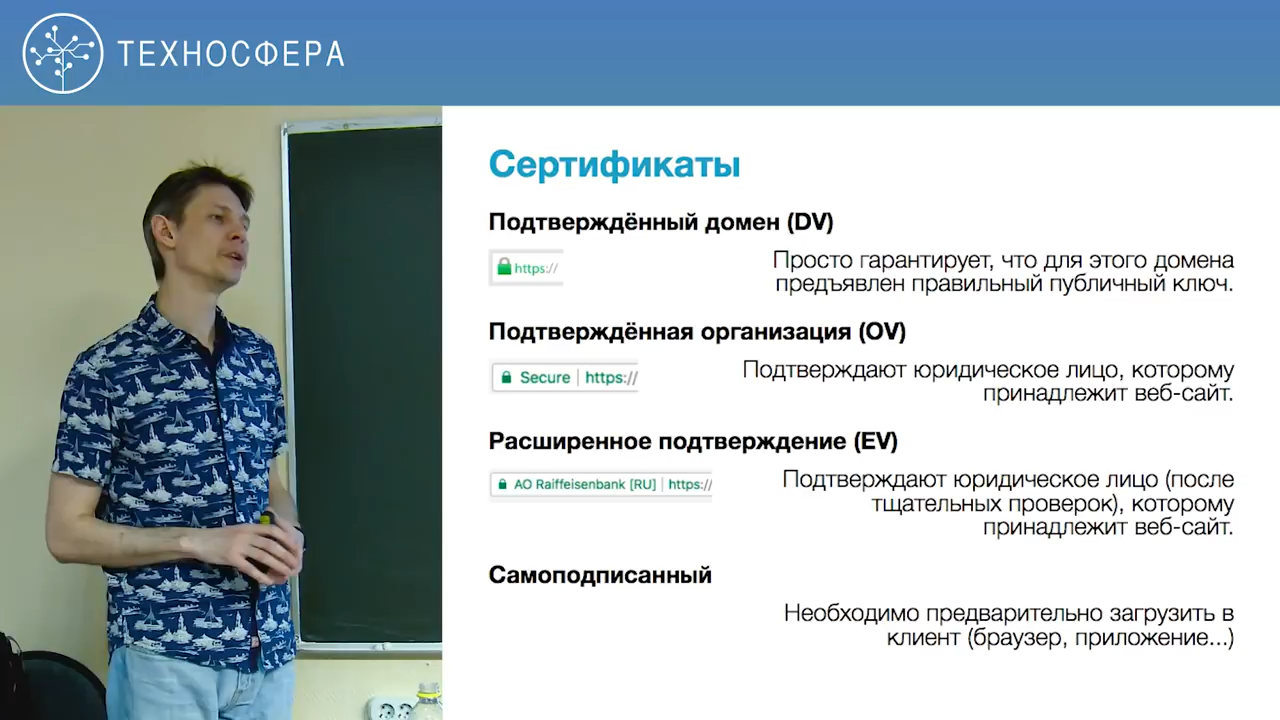 ТЕХНОСФЕРА
Сертификаты
Подтверждённый домен (DV)
https://
Просто гарантирует, что для этого домена
предъявлен правильный публичный ключ.
Подтверждённая организация (OV)
Secure | https://
Подтверждают юридическое лицо, которому
принадлежит веб-сайт.
Расширенное подтверждение (EV)
AO Raiffeisenbank [RU] | https://
Подтверждают юридическое лицо (после
тщательных проверок), которому
принадлежит веб-сайт.
Самоподписанный
Необходимо предварительно загрузить в
клиент (браузер, приложение...)